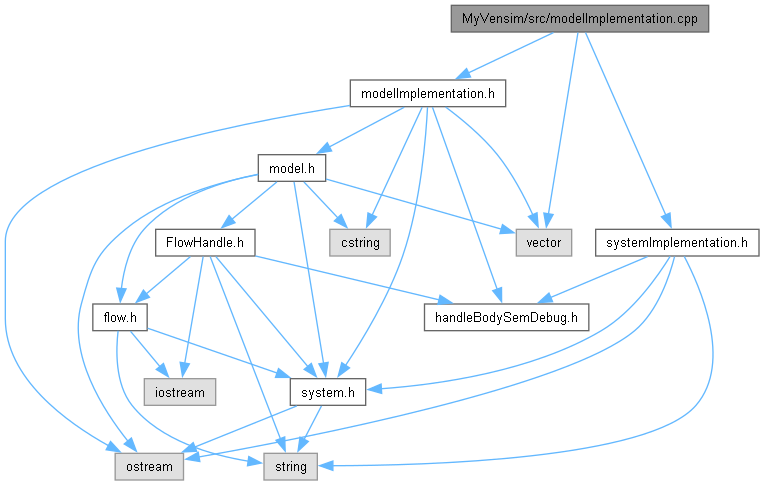 MyVensim/src/modelImplementation.cpp
modelImplementation.h
model.h
FlowHandle.h
cstring
vector
systemImplementation.h
flow.h
handleBodySemDebug.h
iostream
system.h
ostream
string